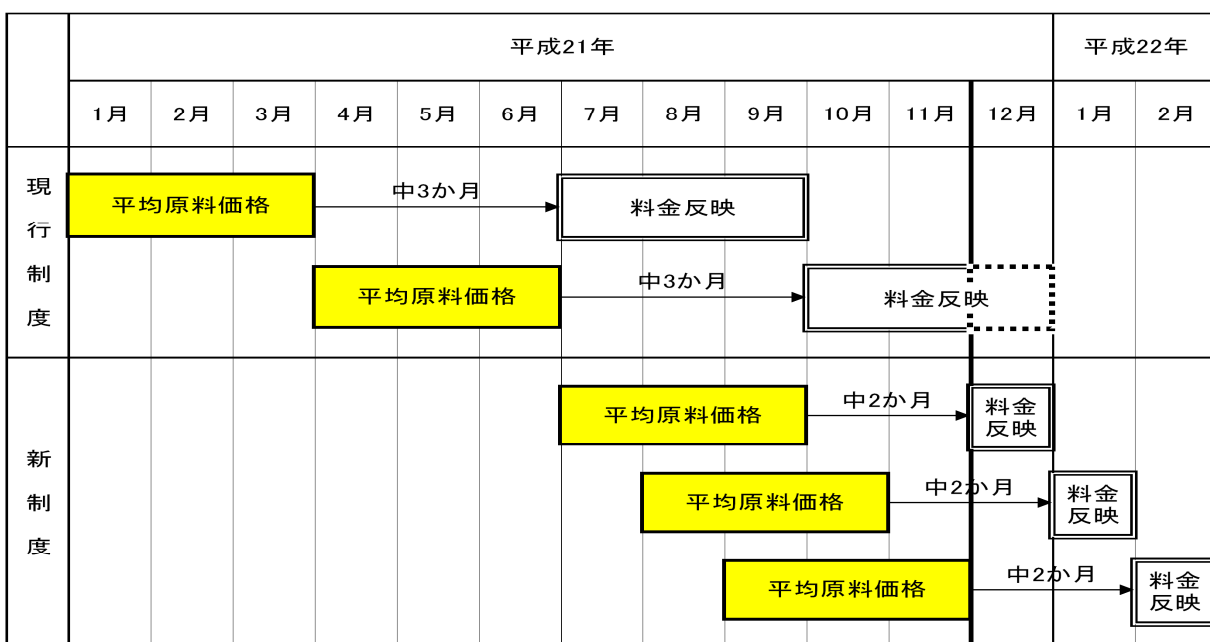 平成21年 平成22年
1月 2月 3月 4月 5月 6月 7月 8月 9月 10月 11月 12月 1月 2月
現行制度
平均原料価格 中3か月 料金反映
平均原料価格 中3か月 料金反映
新制度
平均原料価格 中2か月 料金
反映
平均原料価格 中2か月 料金
反映
平均原料価格 中2か月 料金
反映